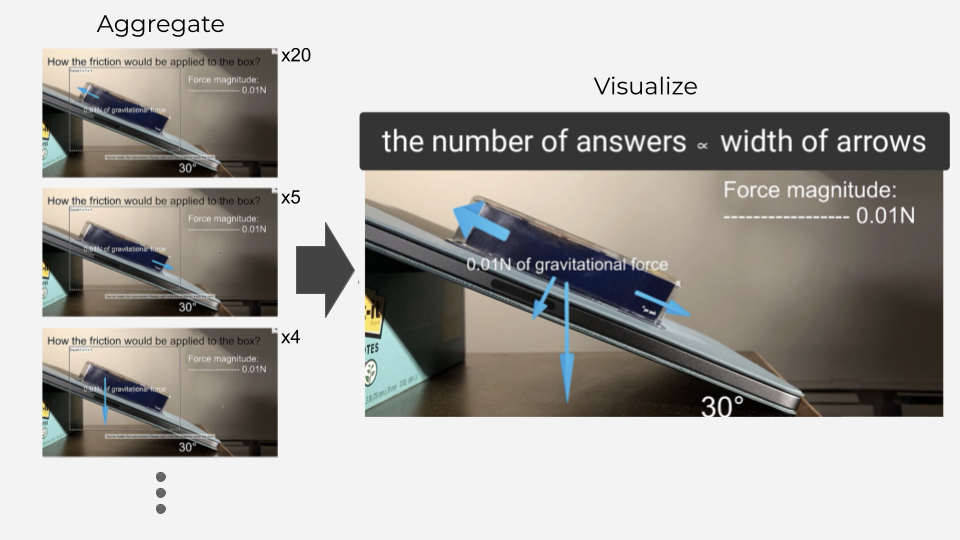 Aggregate
How the friction would be applied to the box?
x20
Force magnitude:
----------------- 0.01N
0.01N of gravitational force
30°
How the friction would be applied to the box?
x5
Force magnitude:
----------------- 0.01N
0.01N of gravitational force
30°
How the friction would be applied to the box?
x4
Force magnitude:
----------------- 0.01N
0.01N of gravitational force
30°
Visualize
the number of answers ∝ width of arrows
Force magnitude:
----------------- 0.01N
0.01N of gravitational force
30°